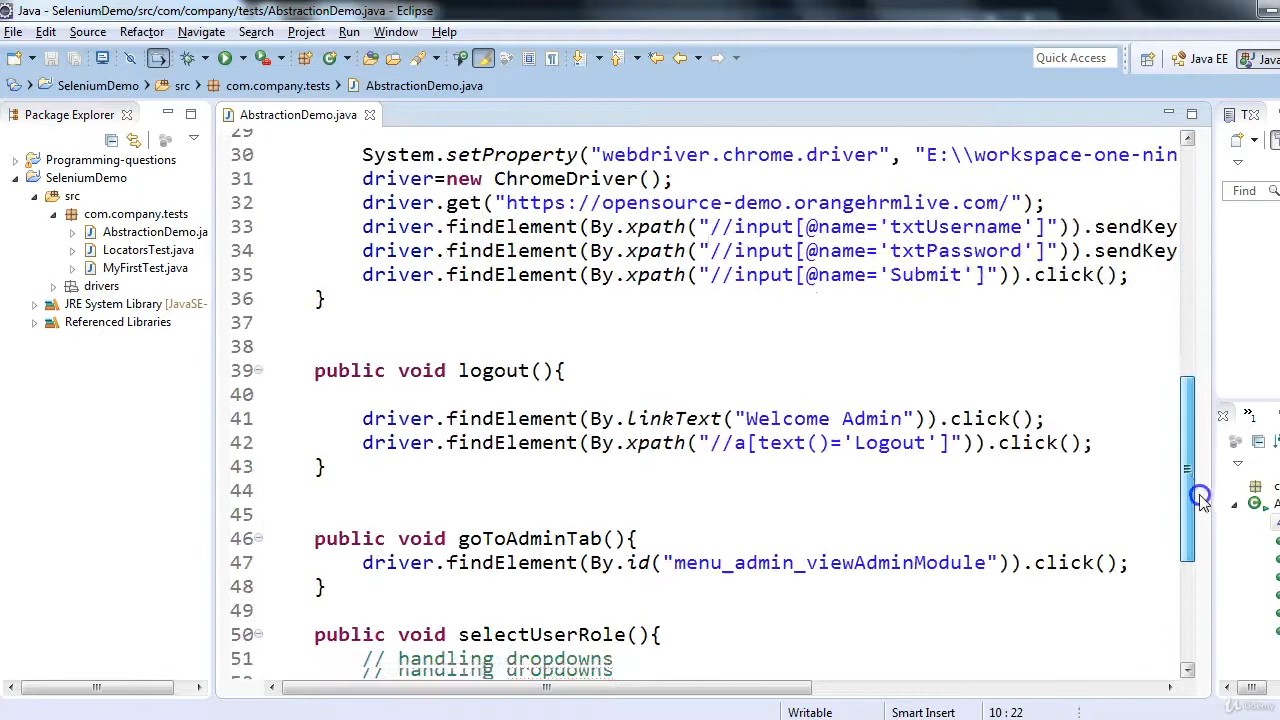 Java - SeleniumDemo/src/com/company/tests/AbstractionDemo.java - Eclipse
File Edit Source Refactor Navigate Search Project Run Window Help
Quick Access Java EE Java
SeleniumDemo src com.company.tests AbstractionDemo.java
Package Explorer
Programming-questions
SeleniumDemo
src
com.company.tests
AbstractionDemo.ja
LocatorsTest.java
MyFirstTest.java
drivers
JRE System Library [JavaSE-
Referenced Libraries
AbstractionDemo.java
29
30 System.setProperty("webdriver.chrome.driver", "E:\\workspace-one-nin
31 driver=new ChromeDriver();
32 driver.get("https://opensource-demo.orangehrmlive.com/");
33 driver.findElement(By.xpath("//input[@name='txtUsername']")).sendKey
34 driver.findElement(By.xpath("//input[@name='txtPassword']")).sendKey
35 driver.findElement(By.xpath("//input[@name='Submit']")).click();
36 }
37
38
39 public void logout(){
40
41 driver.findElement(By.linkText("Welcome Admin")).click();
42 driver.findElement(By.xpath("//a[text()='Logout']")).click();
43 }
44
45
46 public void goToAdminTab(){
47 driver.findElement(By.id("menu_admin_viewAdminModule")).click();
48 }
49
50 public void selectUserRole(){
51 // handling dropdowns
// handling dropdowns
Find
Writable Smart Insert 10 : 22
Udemy